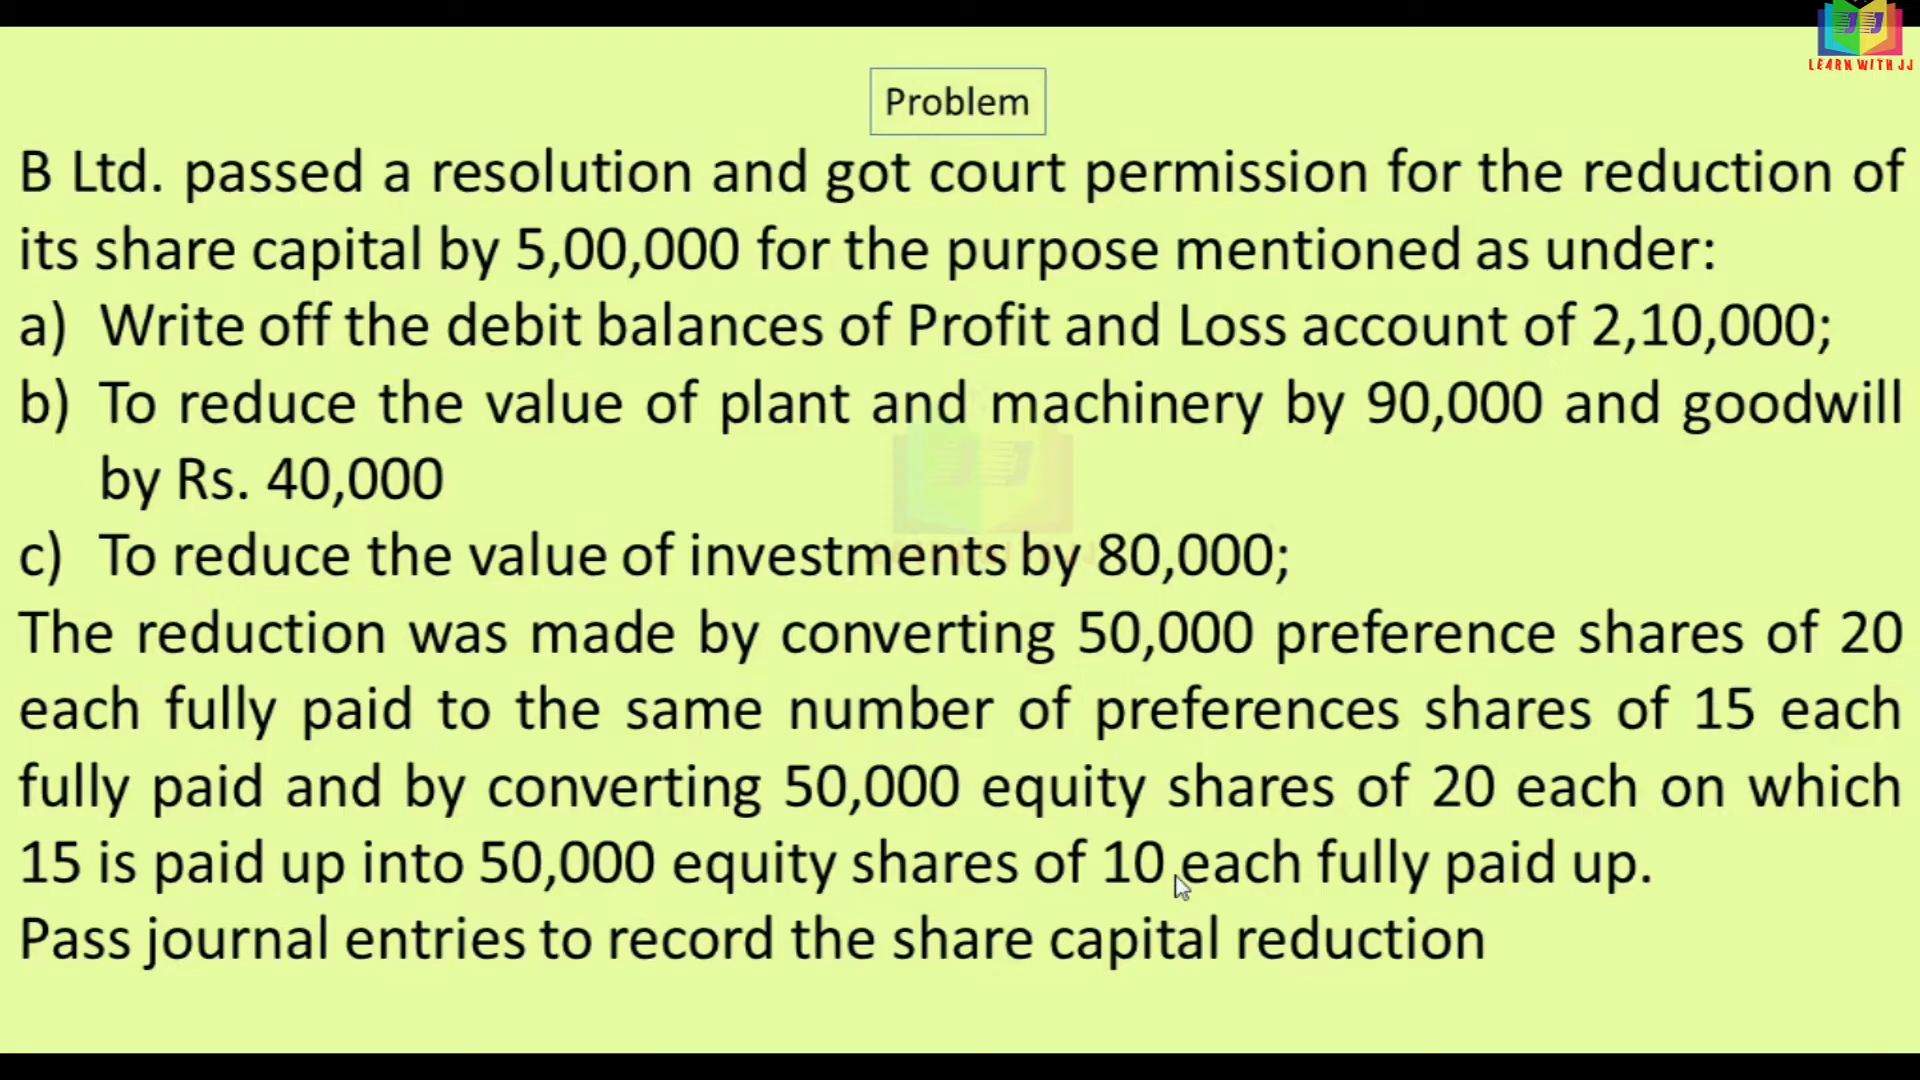 LEARN WITH JJ
Problem
B Ltd. passed a resolution and got court permission for the reduction of
its share capital by 5,00,000 for the purpose mentioned as under:
a) Write off the debit balances of Profit and Loss account of 2,10,000;
b) To reduce the value of plant and machinery by 90,000 and goodwill
by Rs. 40,000
c) To reduce the value of investments by 80,000;
The reduction was made by converting 50,000 preference shares of 20
each fully paid to the same number of preferences shares of 15 each
fully paid and by converting 50,000 equity shares of 20 each on which
15 is paid up into 50,000 equity shares of 10 each fully paid up.
Pass journal entries to record the share capital reduction